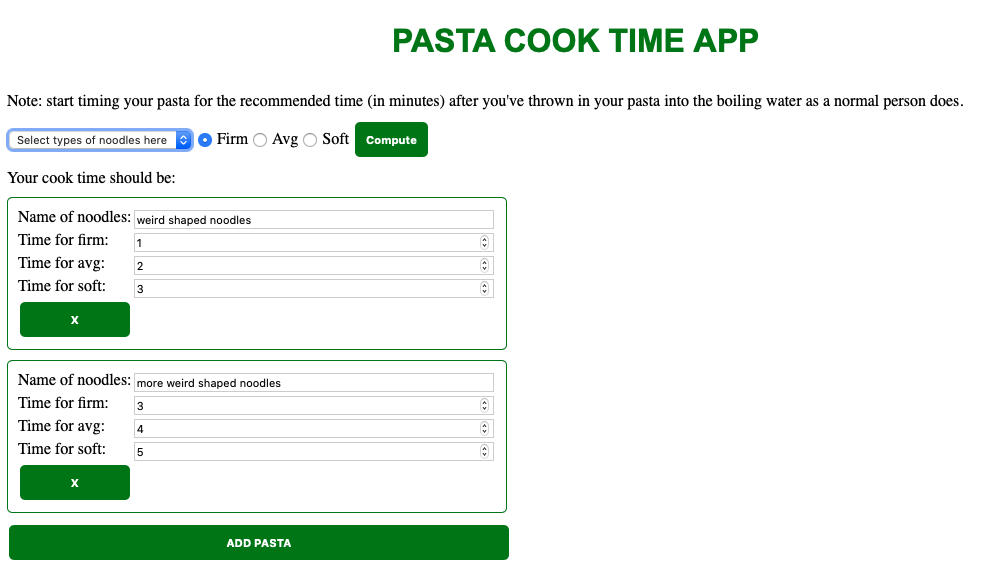 PASTA COOK TIME APP
Note: start timing your pasta for the recommended time (in minutes) after you've thrown in your pasta into the boiling water as a normal person does.
Select types of noodles here Firm Avg Soft Compute
Your cook time should be:
Name of noodles: weird shaped noodles
Time for firm: 1
Time for avg: 2
Time for soft: 3
X
Name of noodles: more weird shaped noodles
Time for firm: 3
Time for avg: 4
Time for soft: 5
X
ADD PASTA